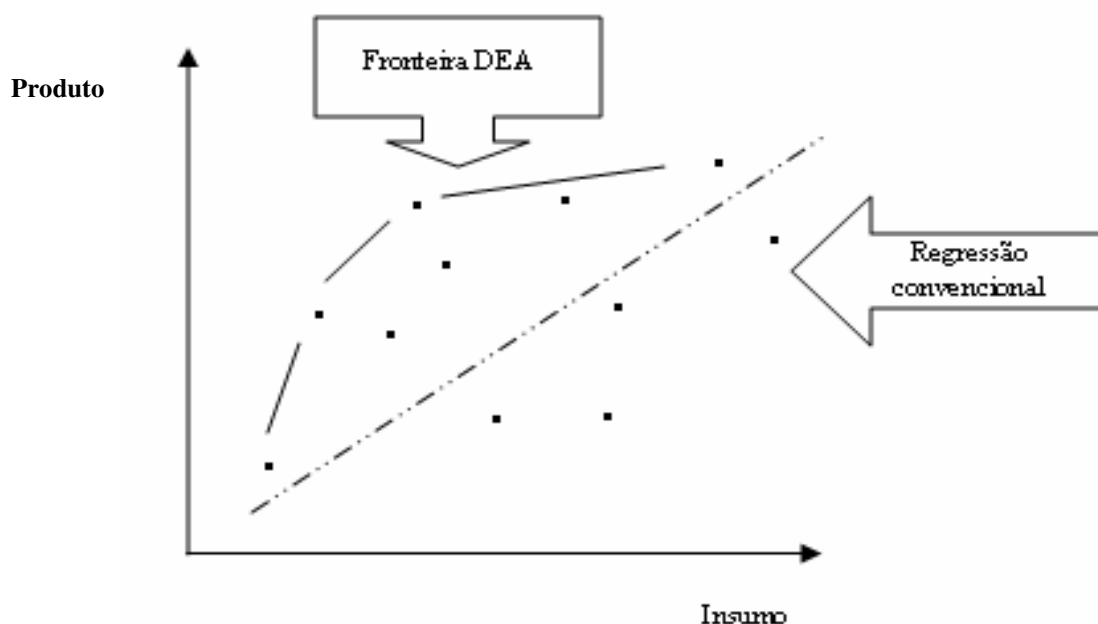 Fronteira DEA
Produto
Regressão
convencional
Insumo